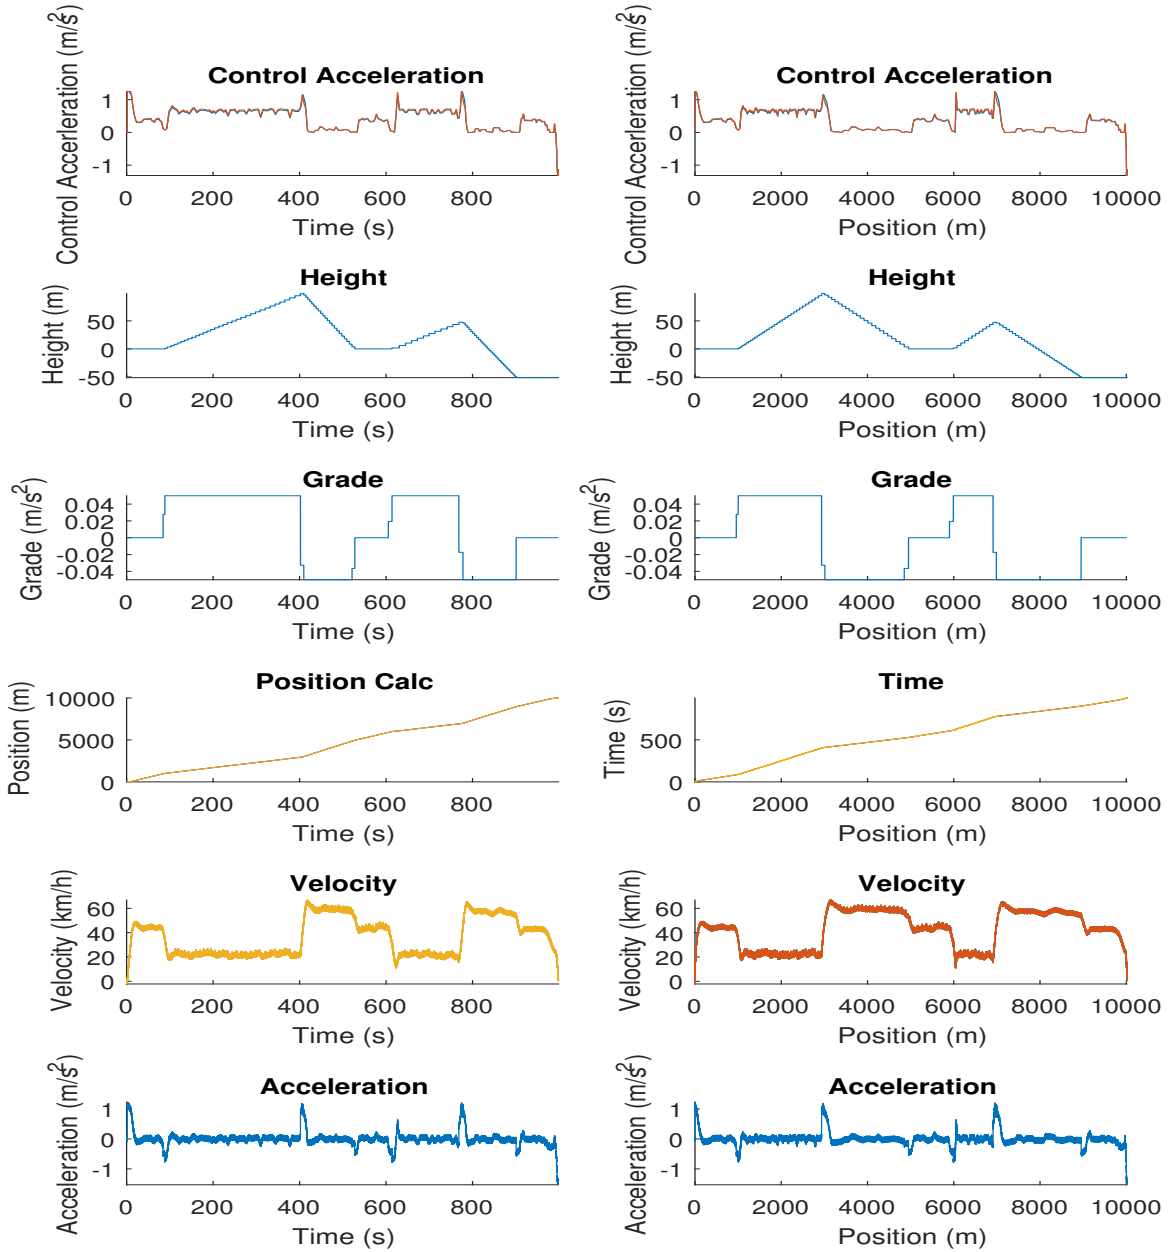 Control Acceleration
Control Accerleration (m/s²)
1
0
-1
0 200 400 600 800
Time (s)
Control Acceleration
Control Accerleration (m/s²)
1
0
-1
0 2000 4000 6000 8000 10000
Position (m)
Height
Height (m)
50
0
-50
0 200 400 600 800
Time (s)
Height
Height (m)
50
0
-50
0 2000 4000 6000 8000 10000
Position (m)
Grade
Grade (m/s²)
0.04
0.02
0
-0.02
-0.04
0 200 400 600 800
Time (s)
Grade
Grade (m/s²)
0.04
0.02
0
-0.02
-0.04
0 2000 4000 6000 8000 10000
Position (m)
Position Calc
Position (m)
10000
5000
0
0 200 400 600 800
Time (s)
Time
Time (s)
500
0
0 2000 4000 6000 8000 10000
Position (m)
Velocity
Velocity (km/h)
60
40
20
0
0 200 400 600 800
Time (s)
Velocity
Velocity (km/h)
60
40
20
0
0 2000 4000 6000 8000 10000
Position (m)
Acceleration
Acceleration (m/s²)
1
0
-1
0 200 400 600 800
Time (s)
Acceleration
Acceleration (m/s²)
1
0
-1
0 2000 4000 6000 8000 10000
Position (m)